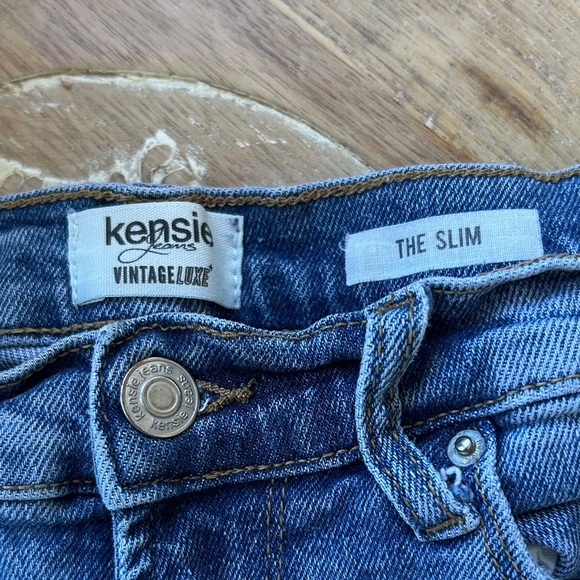 kensie
Jeans
VINTAGELUXE
THE SLIM
kensie jeans kensie jeans